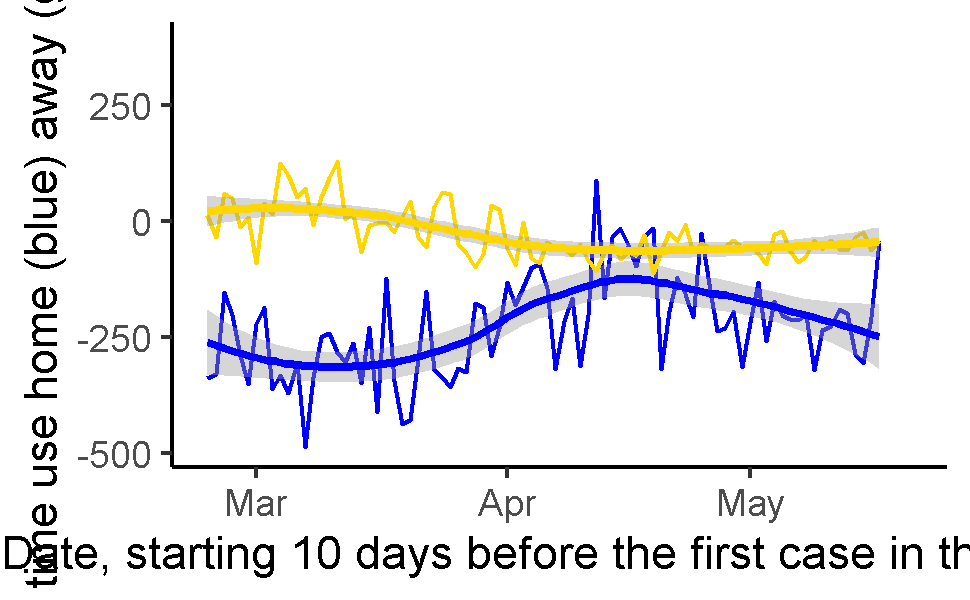 time use home (blue) away (
250
0
-250
-500
Mar Apr May
Date, starting 10 days before the first case in th